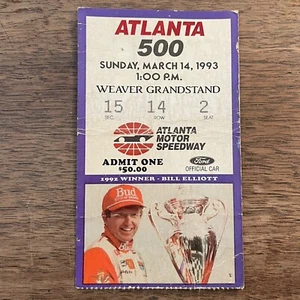 ATLANTA
500
SUNDAY, MARCH 14, 1993
1:00 P.M.
WEAVER GRANDSTAND
15 14 2
SEC. ROW SEAT
ATLANTA
MOTOR
SPEEDWAY
ADMIT ONE
$50.00
Ford
OFFICIAL CAR
1992 WINNER - BILL ELLIOTT
Bud